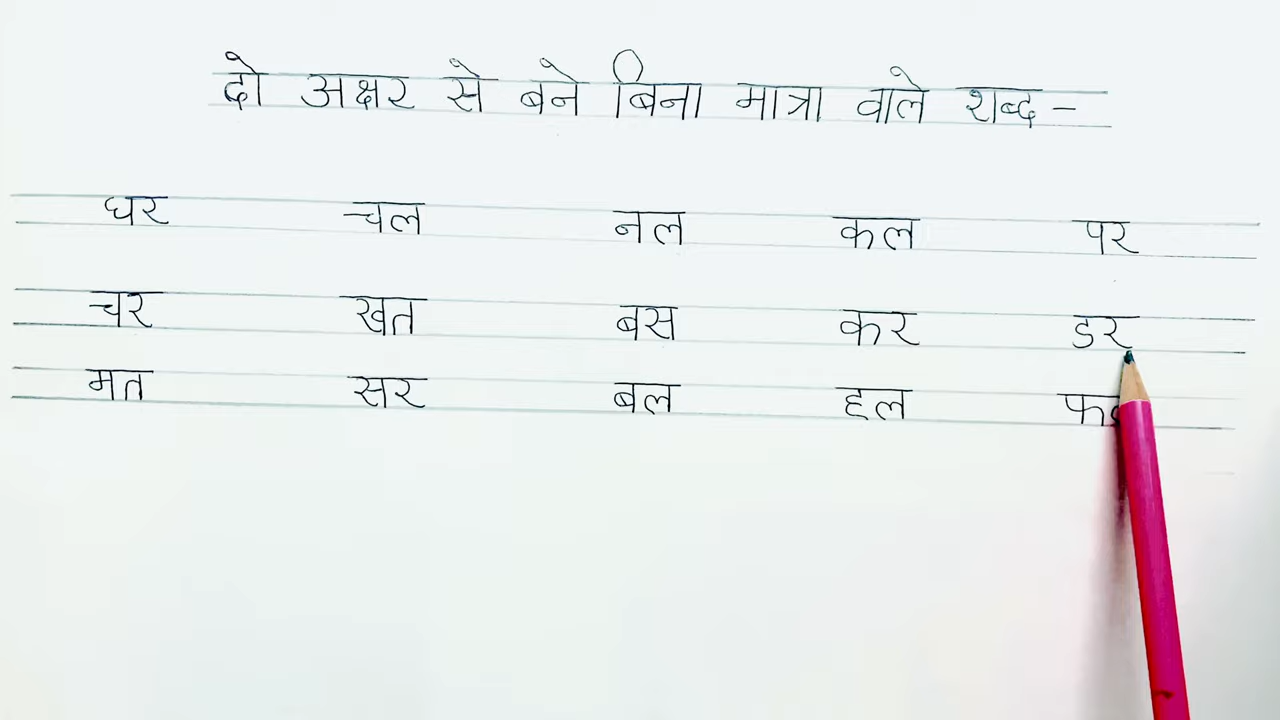 दो अक्षर से बने बिना मात्रा वाले शब्द -
घर चल नल कल पर
चर खत बस कर डर
मत सर बल हल